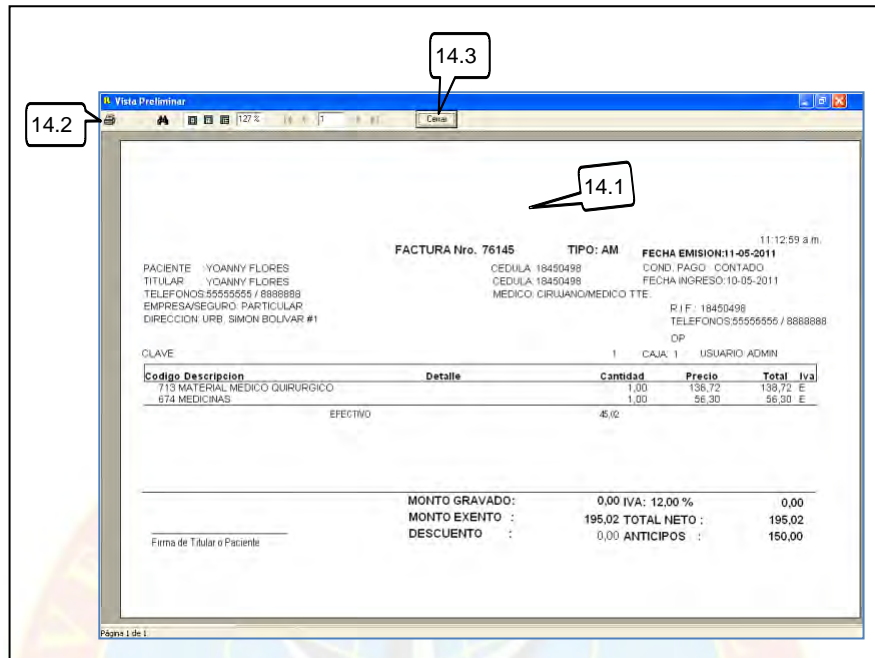 14.3
Vista Preliminar
14.2
127 %
1
Cerrar
14.1
11:12:59 a.m.
FACTURA Nro. 76145 TIPO: AM FECHA EMISION:11-05-2011
PACIENTE YOANNY FLORES CEDULA: 18450498 COND. PAGO CONTADO
TITULAR YOANNY FLORES CEDULA: 18450498 FECHA INGRESO:10-05-2011
TELEFONOS:55555555 / 8888888 MEDICO: CIRUJANO/MEDICO TTE.
EMPRESA/SEGURO: PARTICULAR R.I.F.: 18450498
DIRECCION: URB. SIMON BOLIVAR #1 TELEFONOS:55555555 / 8888888
OP
CLAVE 1 CAJA: 1 USUARIO: ADMIN
Codigo Descripcion Detalle Cantidad Precio Total Iva
713 MATERIAL MEDICO QUIRURGICO 1,00 138,72 138,72 E
674 MEDICINAS 1,00 56,30 56,30 E
EFECTIVO 45,02
MONTO GRAVADO: 0,00 IVA: 12,00 % 0,00
MONTO EXENTO : 195,02 TOTAL NETO : 195,02
DESCUENTO : 0,00 ANTICIPOS : 150,00
Firma de Titular o Paciente
Página 1 de 1